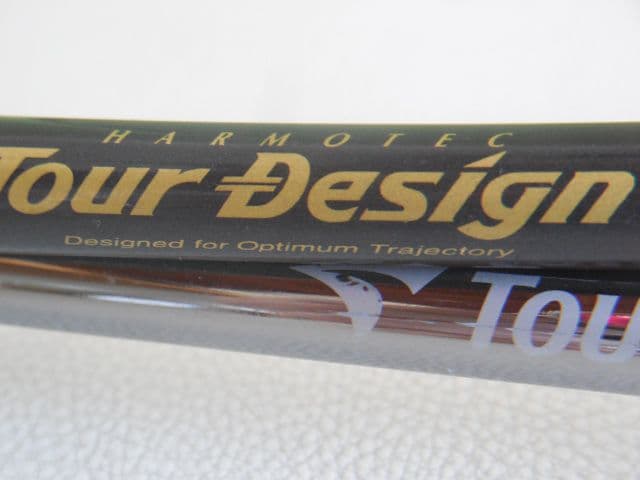 HARMOTEC
Tour Design
Designed for Optimum Trajectory
Tou